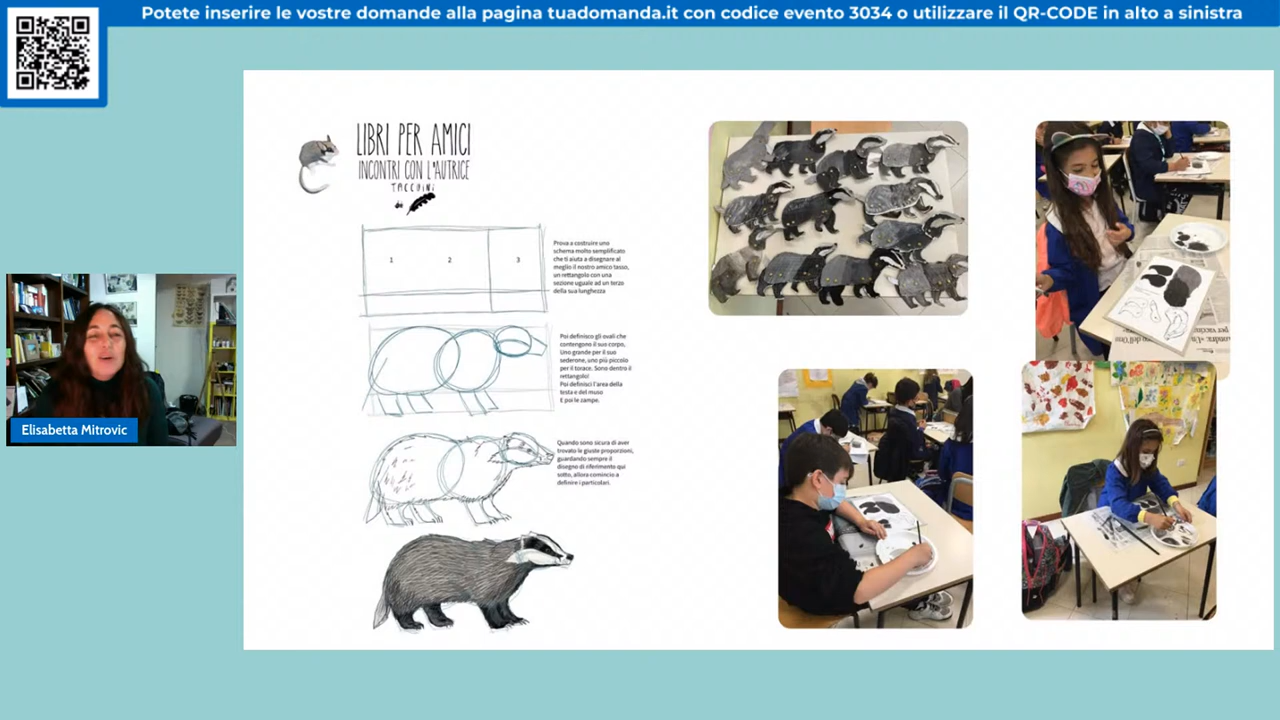 Potete inserire le vostre domande alla pagina tuadomanda.it con codice evento 3034 o utilizzare il QR-CODE in alto a sinistra
LIBRI PER AMICI
INCONTRI CON L'AUTRICE
TACCUINI
1 2 3
Prova a costruire uno
schema molto semplificato
che ti aiuta a disegnare al
meglio il nostro amico tasso,
un rettangolo con una
sezione uguale ad un terzo
della sua lunghezza
Poi definisco gli ovali che
contengono il suo corpo,
Uno grande per il suo
sederone, uno più piccolo
per il torace. Sono dentro il
rettangolo!
Poi definisci l'area della
testa e del muso
E poi le zampe.
Quando sono sicura di aver
trovato le giuste proporzioni,
guardando sempre il
disegno di riferimento qui
sotto, allora comincio a
definire i particolari.
Elisabetta Mitrovic